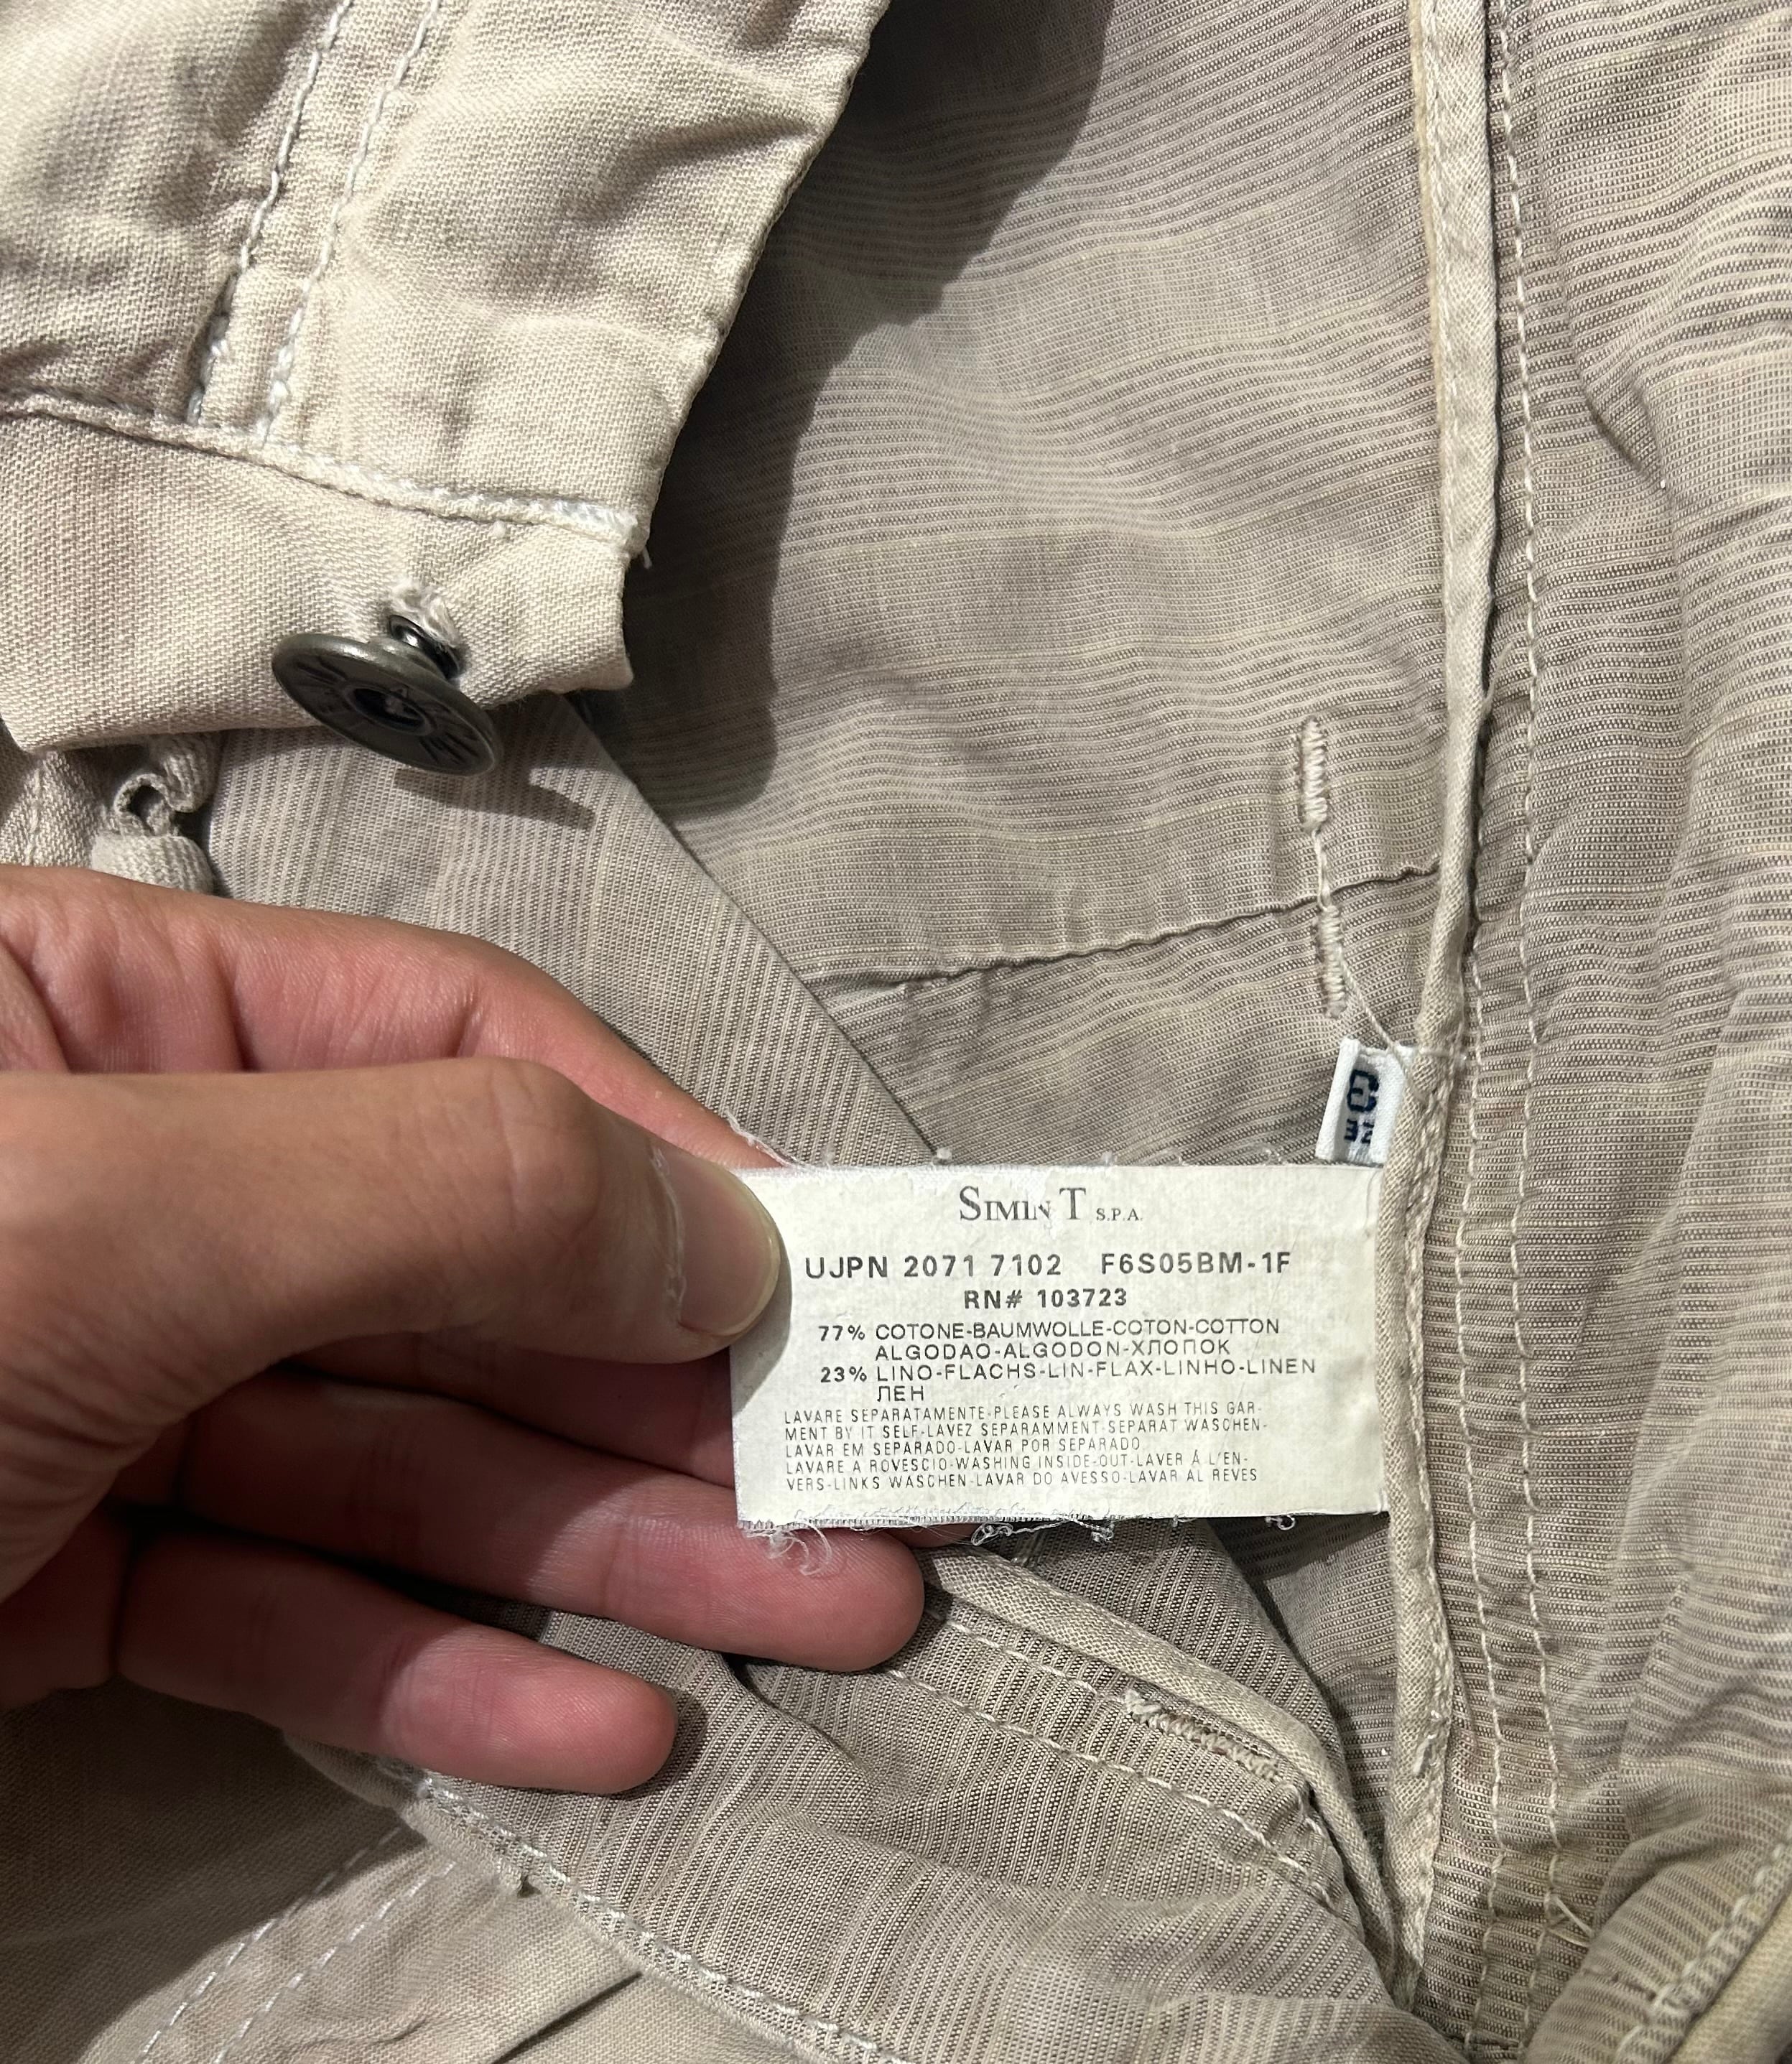 SIMINT S.P.A.
UJPN 2071 7102 F6S05BM-1F
RN# 103723
77% COTONE-BAUMWOLLE-COTON-COTTON
ALGODAO-ALGODON-ХЛОПОК
23% LINO-FLACHS-LIN-FLAX-LINHO-LINEN
ЛЕН
LAVARE SEPARATAMENTE-PLEASE ALWAYS WASH THIS GAR-
MENT BY IT SELF-LAVEZ SEPARAMMENT-SEPARAT WASCHEN-
LAVAR EM SEPARADO-LAVAR POR SEPARADO
LAVARE A ROVESCIO-WASHING INSIDE-OUT-LAVER Á L'EN-
VERS-LINKS WASCHEN-LAVAR DO AVESSO-LAVAR AL REVES